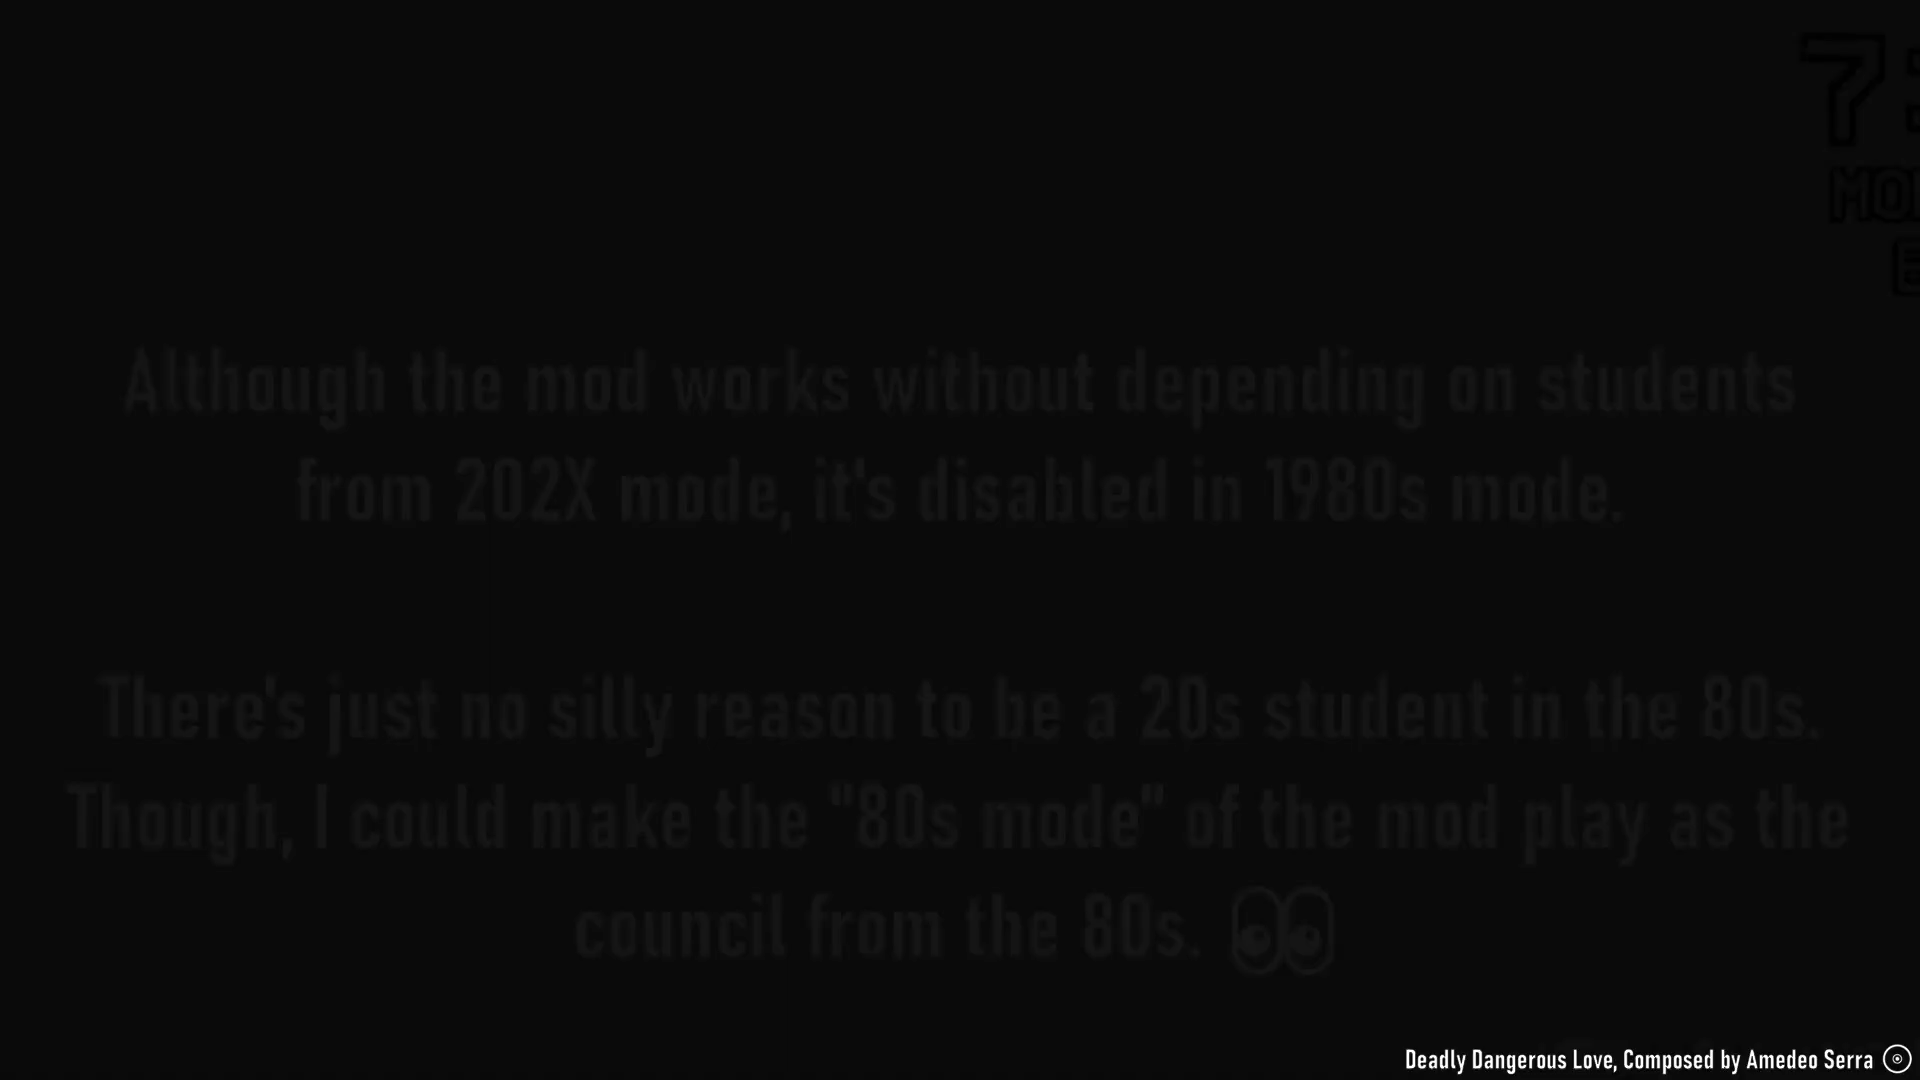 7:
MO
Although the mod works without depending on students
from 202X mode, it's disabled in 1980s mode.
There's just no silly reason to be a 20s student in the 80s.
Though, I could make the "80s mode" of the mod play as the
council from the 80s. 👀
Deadly Dangerous Love, Composed by Amedeo Serra